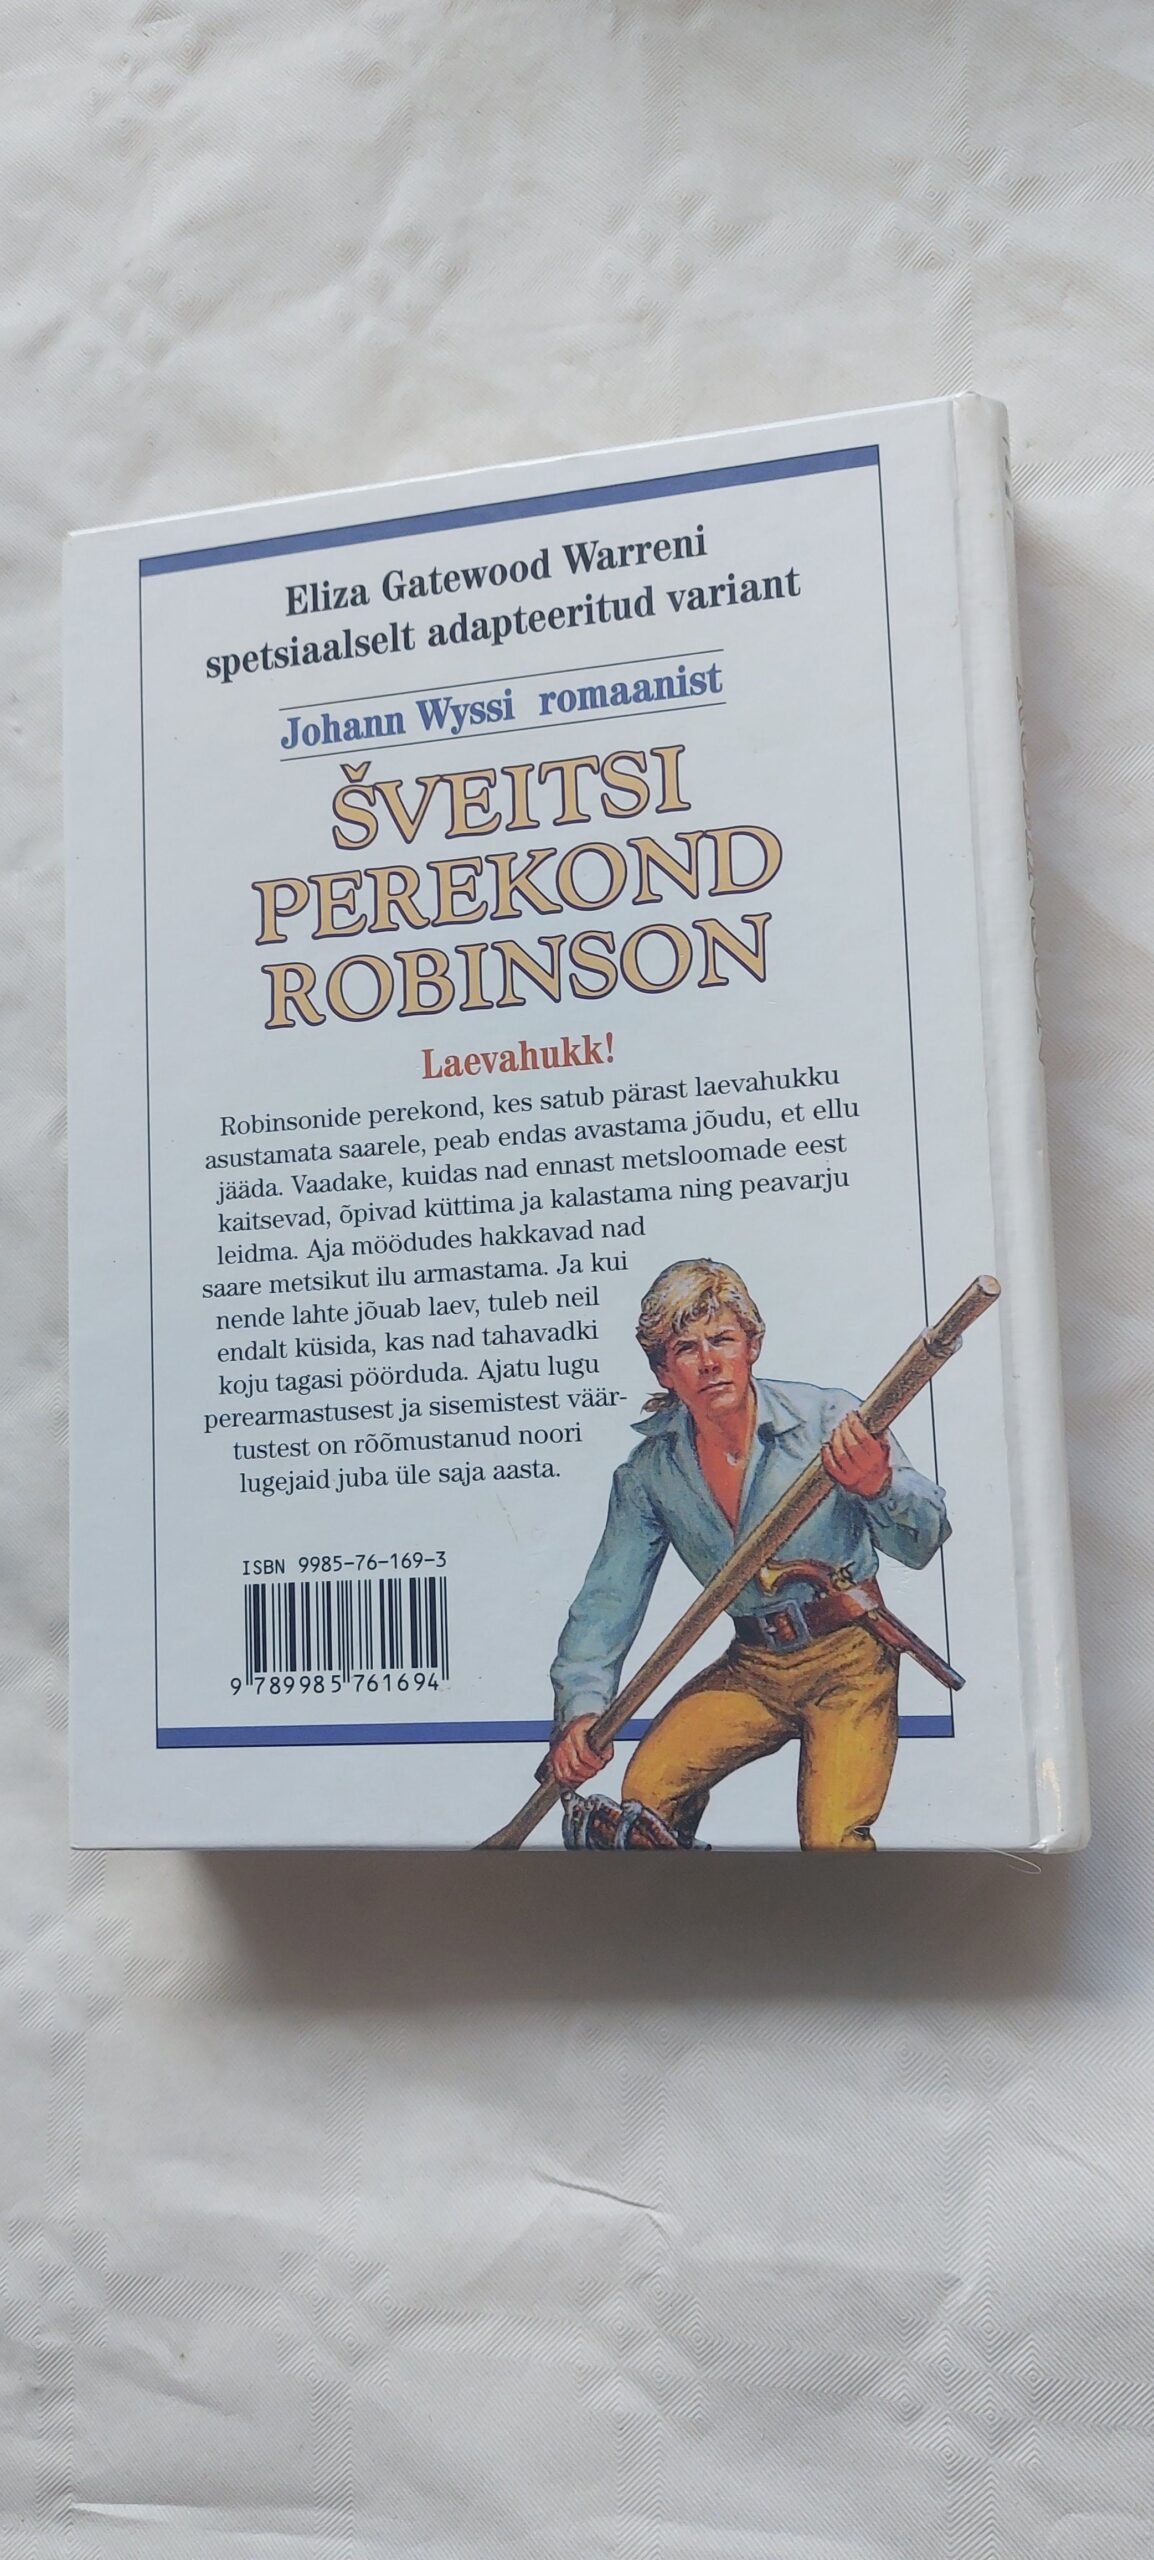 Eliza Gatewood Warreni
spetsiaalselt adapteeritud variant
Johann Wyssi romaanist
ŠVEITSI
PEREKOND
ROBINSON
Laevahukk!
Robinsonide perekond, kes satub pärast laevahukku
asustamata saarele, peab endas avastama jõudu, et ellu
jääda. Vaadake, kuidas nad ennast metsloomade eest
kaitsevad, õpivad küttima ja kalastama ning peavarju
leidma. Aja möödudes hakkavad nad
saare metsikut ilu armastama. Ja kui
nende lahte jõuab laev, tuleb neil
endalt küsida, kas nad tahavadki
koju tagasi pöörduda. Ajatu lugu
perearmastusest ja sisemistest väär-
tustest on rõõmustanud noori
lugejaid juba üle saja aasta.
ISBN 9985-76-169-3
9 789985 761694